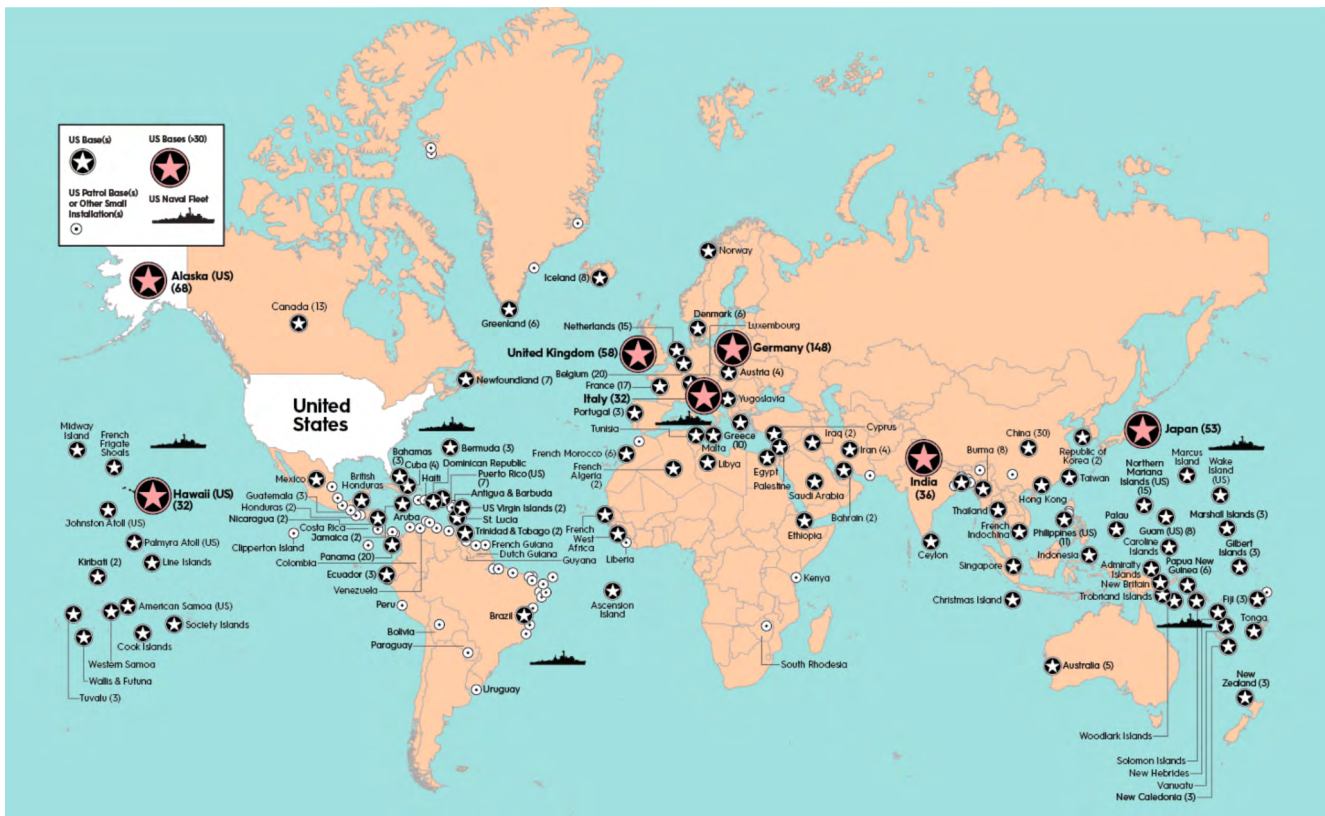 US Base(s)
US Bases (>30)
US Patrol Base(s)
or Other Small
Installation(s)
US Naval Fleet
Alaska (US)
(68)
Canada (13)
Greenland (6)
Iceland (8)
Norway
Denmark (6)
Netherlands (15)
Luxembourg
United Kingdom (58)
Germany (148)
Belgium (20)
Austria (4)
France (17)
Italy (32)
Yugoslavia
Portugal (3)
Newfoundland (7)
United
States
Midway
Island
French
Frigate
Shoals
Hawaii (US)
(32)
Johnston Atoll (US)
Palmyra Atoll (US)
Kiribati (2)
Line Islands
American Samoa (US)
Society Islands
Cook Islands
Western Samoa
Wallis & Futuna
Tuvalu (3)
Bermuda (3)
Bahamas
(3)
Cuba (4)
Haiti
Dominican Republic
Puerto Rico (US)
(7)
Antigua & Barbuda
US Virgin Islands (2)
St. Lucia
Trinidad & Tabago (2)
French Guiana
Dutch Guiana
Guyana
Mexico
British
Honduras
Guatemala (3)
Honduras (2)
Nicaragua (2)
Costa Rica
Aruba
Jamaica (2)
Clipperton Island
Panama (20)
Colombia
Ecuador (3)
Venezuela
Peru
Brazil
Bolivia
Paraguay
Uruguay
Tunisia
Malta
Greece
(10)
Cyprus
Iraq (2)
Iran (4)
French Morocco (6)
French
Algeria
(2)
Libya
Egypt
Palestine
Saudi Arabia
Bahrain (2)
Ethiopia
French
West
Africa
Liberia
Kenya
Ascension
Island
South Rhodesia
India
(36)
Burma (8)
China (30)
Republic of
Korea (2)
Japan (53)
Taiwan
Hong Kong
Thailand
French
Indochina
Philippines (US)
(11)
Ceylon
Singapore
Indonesia
Christmas Island
Northern
Mariana
Islands (US)
(15)
Marcus
Island
Wake
Island
(US)
Palau
Guam (US) (8)
Marshall Islands (3)
Caroline
Islands
Gilbert
Islands (3)
Admiralty
Islands
Papua New
Guinea (6)
New Britain
Trobriand Islands
Fiji (3)
Tonga
Australia (5)
New
Zealand (3)
Woodlark Islands
Solomon Islands
New Hebrides
Vanuatu
New Caledonia (3)